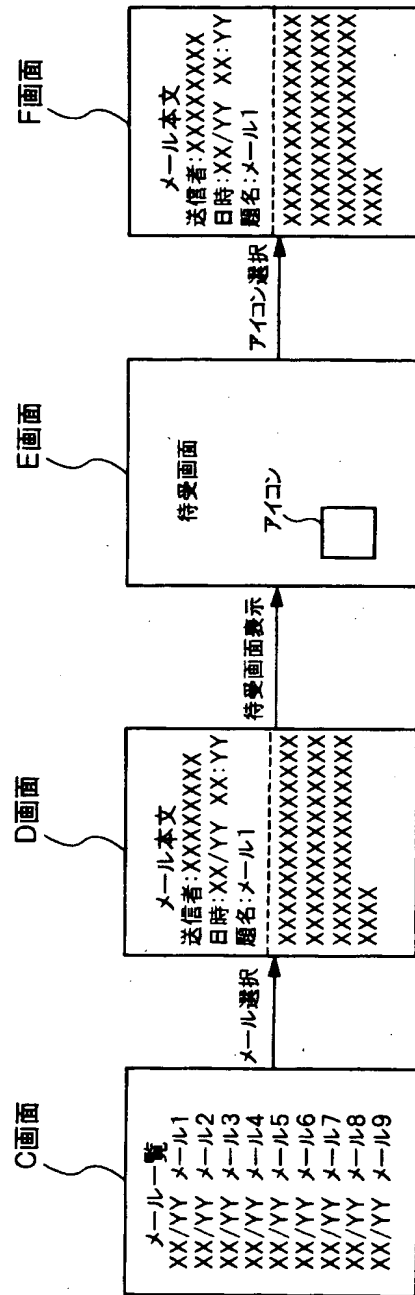 C画面
メール一覧
XX/YY メール1
XX/YY メール2
XX/YY メール3
XX/YY メール4
XX/YY メール5
XX/YY メール6
XX/YY メール7
XX/YY メール8
XX/YY メール9
メール選択
D画面
メール本文
送信者:XXXXXXXX
日時:XX/YY XX:YY
題名:メール1
XXXXXXXXXXXXXX
XXXXXXXXXXXXXX
XXXXXXXXXXXXXX
XXXX
待受画面表示
E画面
待受画面
アイコン
アイコン選択
F画面
メール本文
送信者:XXXXXXXX
日時:XX/YY XX:YY
題名:メール1
XXXXXXXXXXXXXX
XXXXXXXXXXXXXX
XXXXXXXXXXXXXX
XXXX